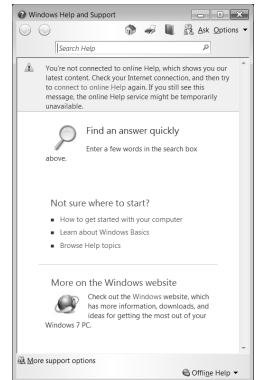 Windows Help and Support
Ask Options
Search Help
You're not connected to online Help, which shows you our
latest content. Check your Internet connection, and then try
to connect to online Help again. If you still see this
message, the online Help service might be temporarily
unavailable.
Find an answer quickly
Enter a few words in the search box
above.
Not sure where to start?
How to get started with your computer
Learn about Windows Basics
Browse Help topics
More on the Windows website
Check out the Windows website, which
has more information, downloads, and
ideas for getting the most out of your
Windows 7 PC.
More support options
Offline Help